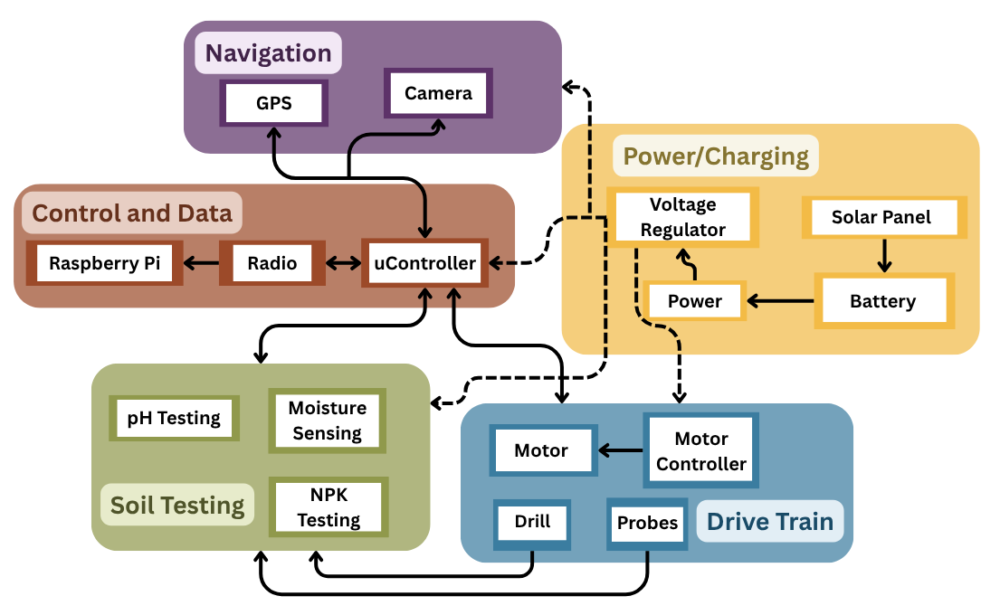 Navigation
GPS
Camera
Power/Charging
Voltage
Regulator
Solar Panel
Power
Battery
Control and Data
Raspberry Pi
Radio
uController
pH Testing
Moisture
Sensing
Soil Testing
NPK
Testing
Motor
Motor
Controller
Drill
Probes
Drive Train